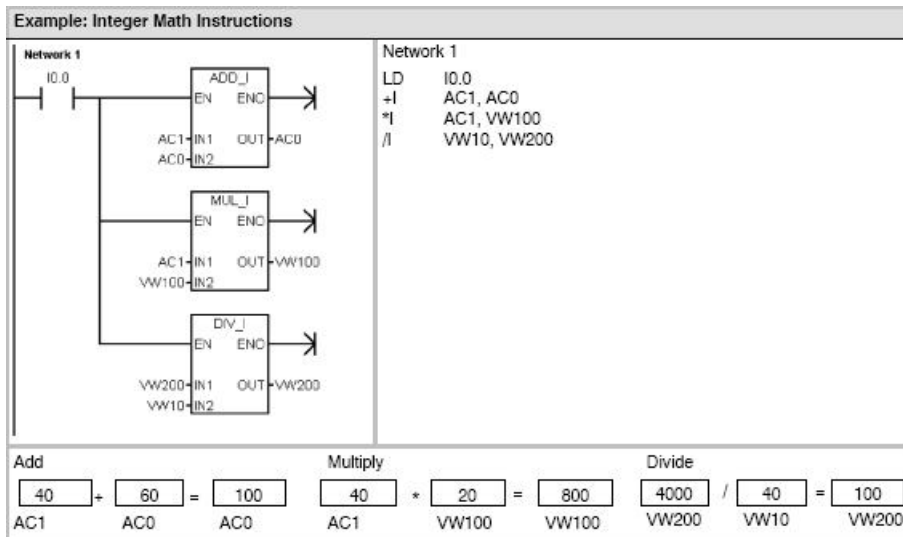 Example: Integer Math Instructions
Network 1
I0.0
ADD_I
EN ENO
AC1 IN1 OUT AC0
AC0 IN2
MUL_I
EN ENO
AC1 IN1 OUT VW100
VW100 IN2
DIV_I
EN ENO
VW200 IN1 OUT VW200
VW10 IN2
Network 1
LD I0.0
+I AC1, AC0
*I AC1, VW100
/I VW10, VW200
Add
40 + 60 = 100
AC1 AC0 AC0
Multiply
40 * 20 = 800
AC1 VW100 VW100
Divide
4000 / 40 = 100
VW200 VW10 VW200